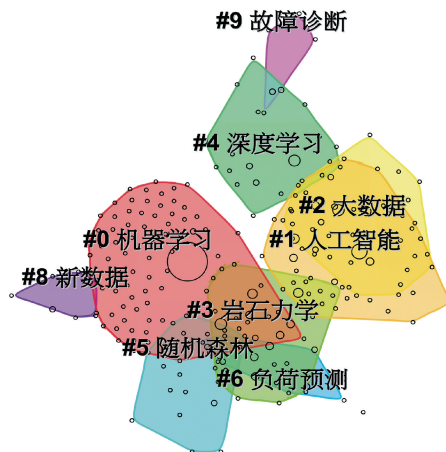 #9 故障诊断
#4 深度学习
#2 大数据
#0 机器学习
#1 人工智能
#8 新数据
#3 岩石力学
#5 随机森林
#6 负荷预测